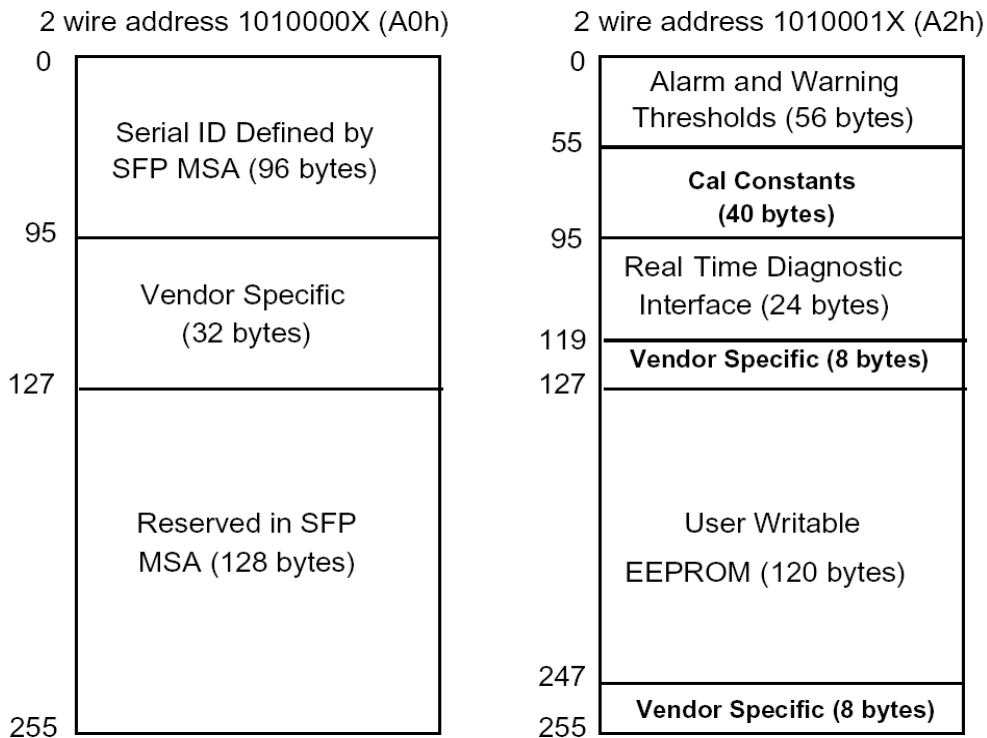 2 wire address 1010000X (A0h)
0
Serial ID Defined by
SFP MSA (96 bytes)
95
Vendor Specific
(32 bytes)
127
Reserved in SFP
MSA (128 bytes)
255
2 wire address 1010001X (A2h)
0
Alarm and Warning
Thresholds (56 bytes)
55
Cal Constants
(40 bytes)
95
Real Time Diagnostic
Interface (24 bytes)
119
Vendor Specific (8 bytes)
127
User Writable
EEPROM (120 bytes)
247
Vendor Specific (8 bytes)
255